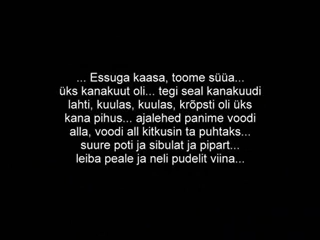 ... Essuga kaasa, toome süüa...
üks kanakuut oli... tegi seal kanakuudi
lahti, kuulas, kuulas, krõpsti oli üks
kana pihus... ajalehed panime voodi
alla, voodi all kitkusin ta puhtaks...
suure poti ja sibulat ja pipart...
leiba peale ja neli pudelit viina...